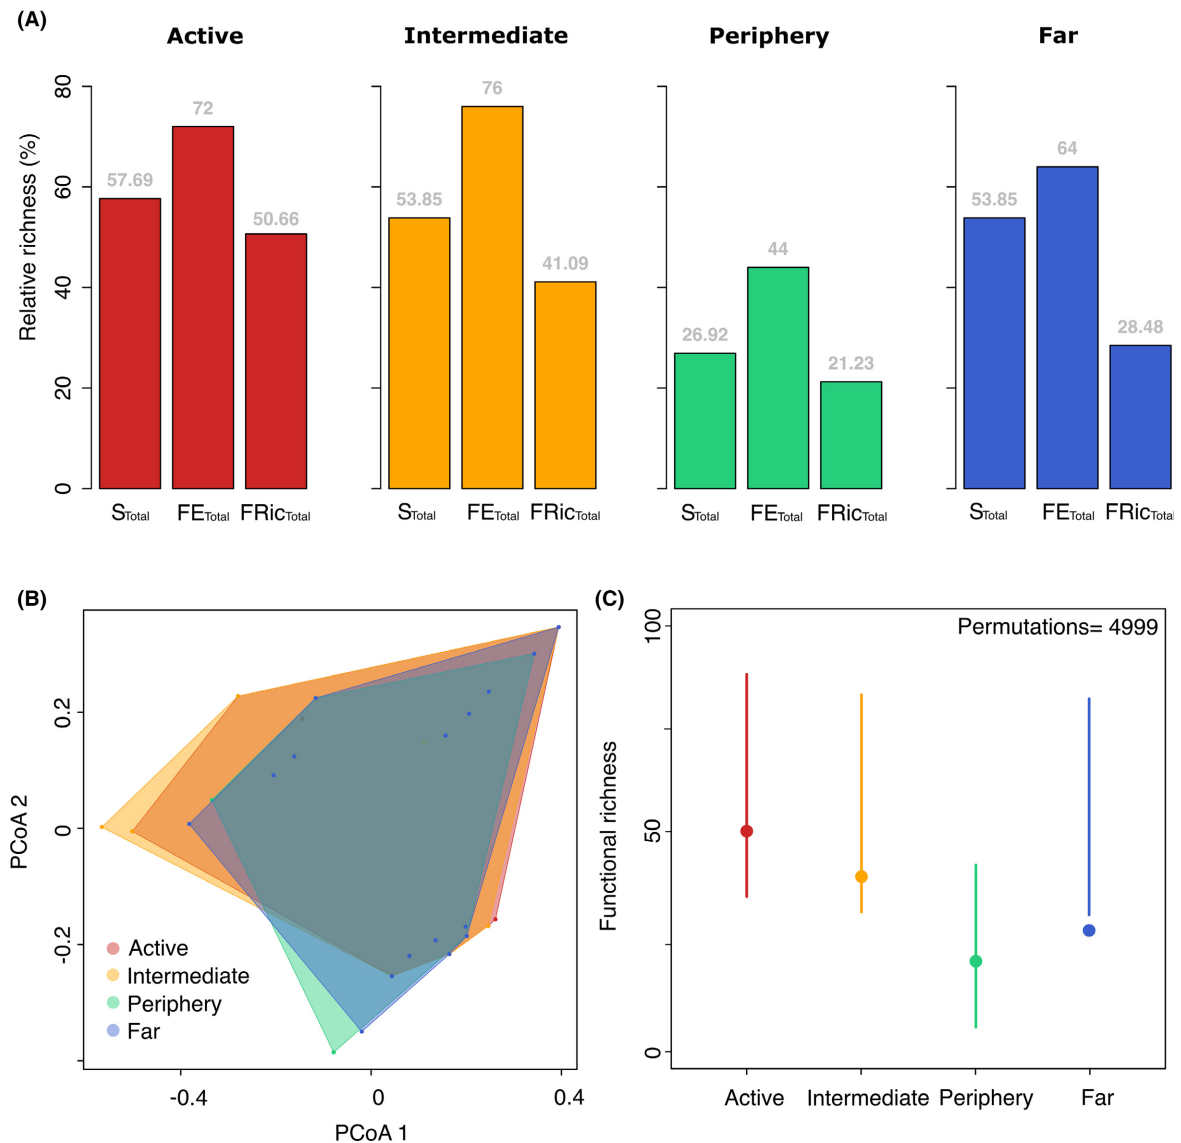 (A)
Active Intermediate Periphery Far
Relative richness (%)
80
60
40
20
0
57.69 72 50.66
53.85 76 41.09
26.92 44 21.23
53.85 64 28.48
STotal FETotal FRicTotal STotal FETotal FRicTotal STotal FETotal FRicTotal STotal FETotal FRicTotal
(B)
PCoA 2
0.2
0
-0.2
Active
Intermediate
Periphery
Far
-0.4 0 0.4
PCoA 1
(C)
Permutations= 4999
Functional richness
100
50
0
Active Intermediate Periphery Far